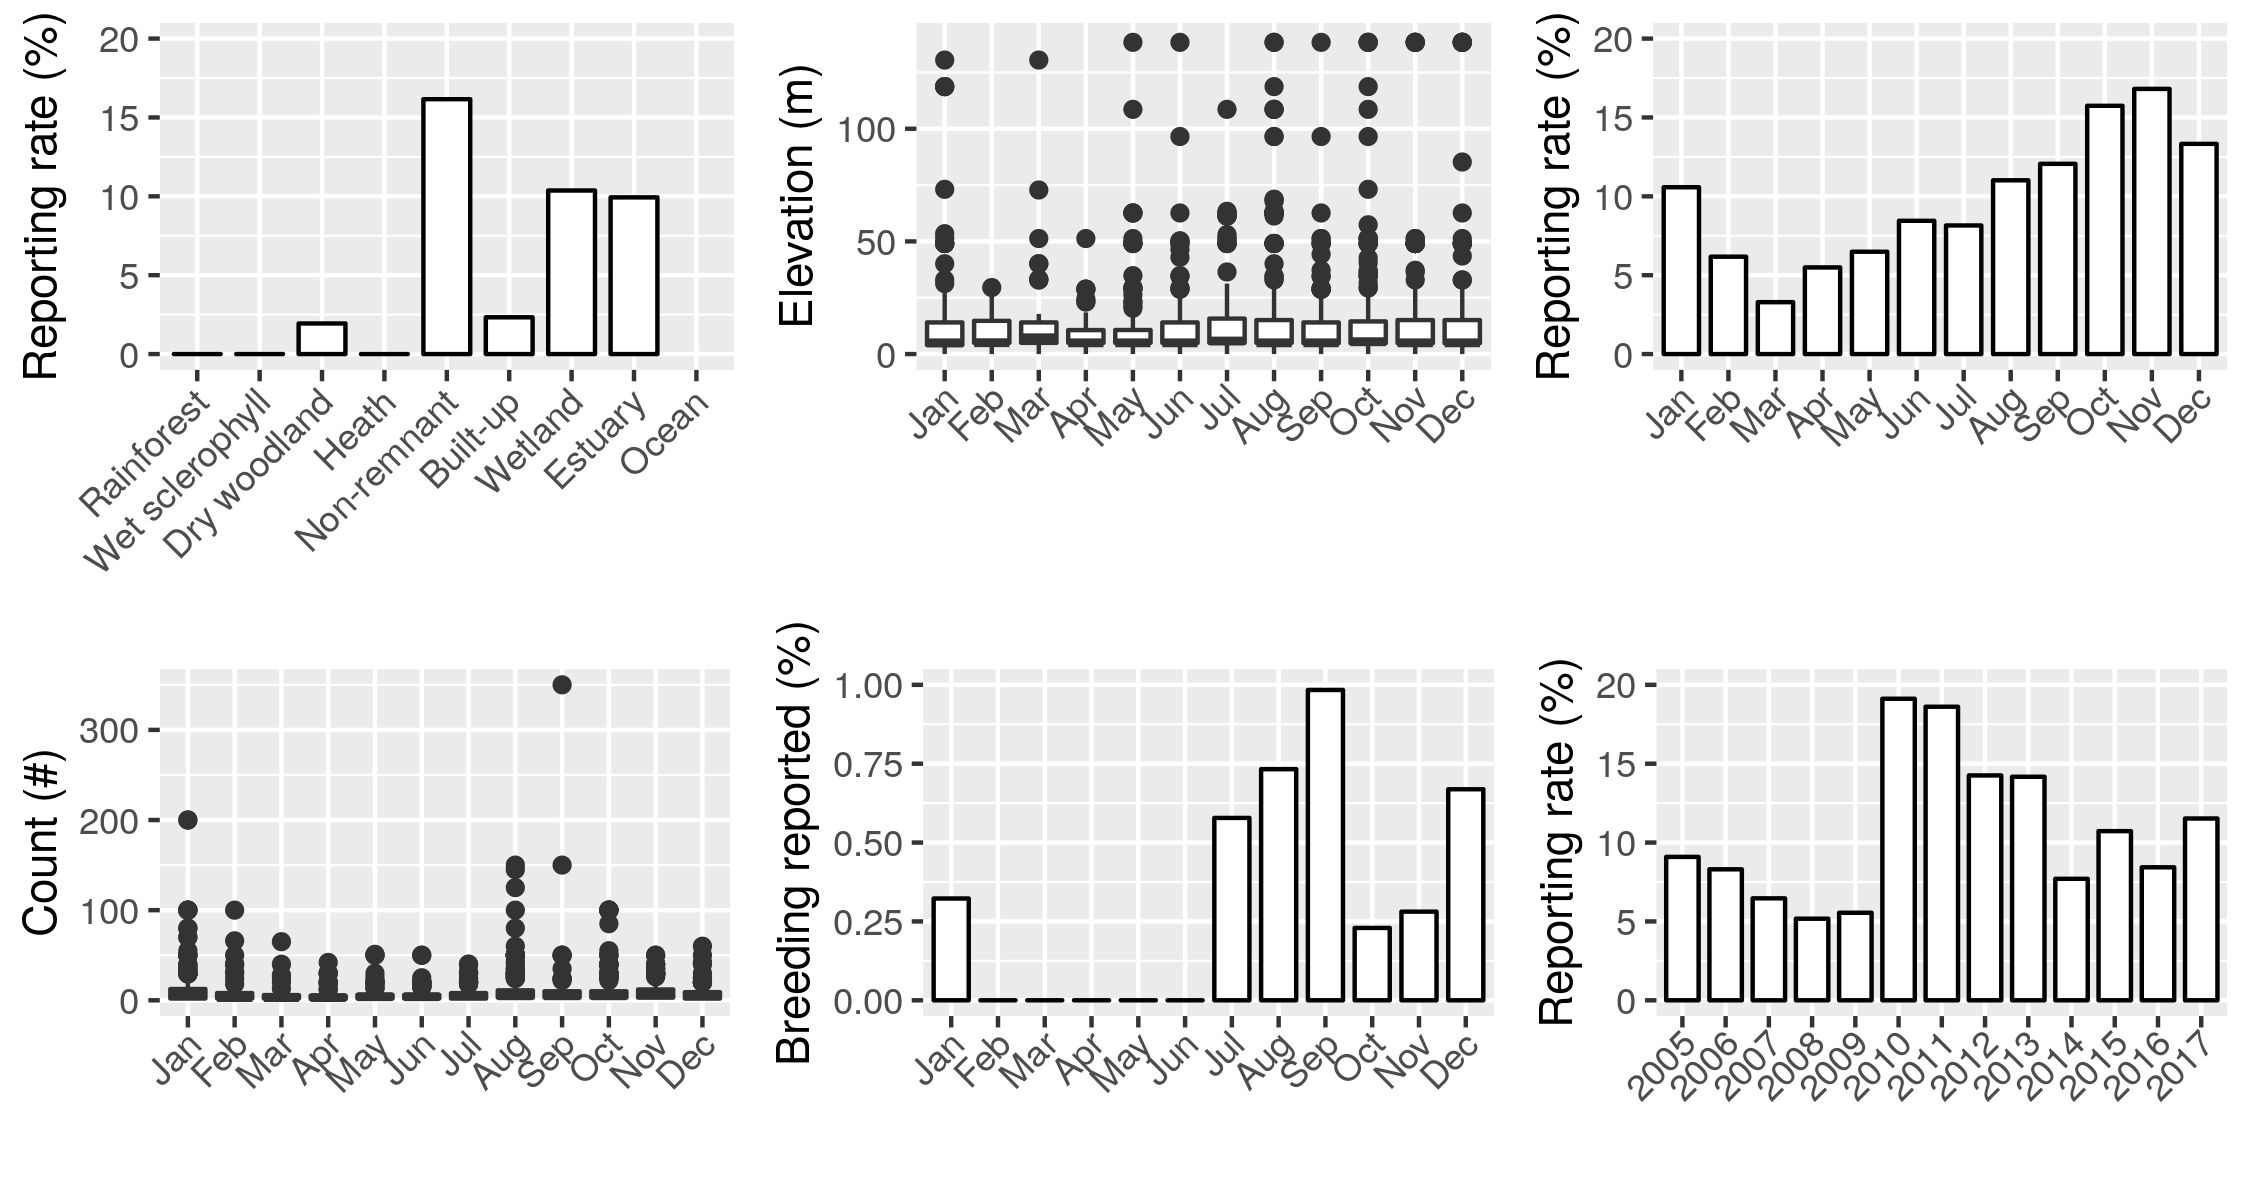 Reporting rate (%)
20
15
10
5
0
Rainforest
Wet sclerophyll
Dry woodland
Heath
Non-remnant
Built-up
Wetland
Estuary
Ocean
Elevation (m)
100
50
0
Jan
Feb
Mar
Apr
May
Jun
Jul
Aug
Sep
Oct
Nov
Dec
Reporting rate (%)
20
15
10
5
0
Jan
Feb
Mar
Apr
May
Jun
Jul
Aug
Sep
Oct
Nov
Dec
Count (#)
300
200
100
0
Jan
Feb
Mar
Apr
May
Jun
Jul
Aug
Sep
Oct
Nov
Dec
Breeding reported (%)
1.00
0.75
0.50
0.25
0.00
Jan
Feb
Mar
Apr
May
Jun
Jul
Aug
Sep
Oct
Nov
Dec
Reporting rate (%)
20
15
10
5
0
2005
2006
2007
2008
2009
2010
2011
2012
2013
2014
2015
2016
2017